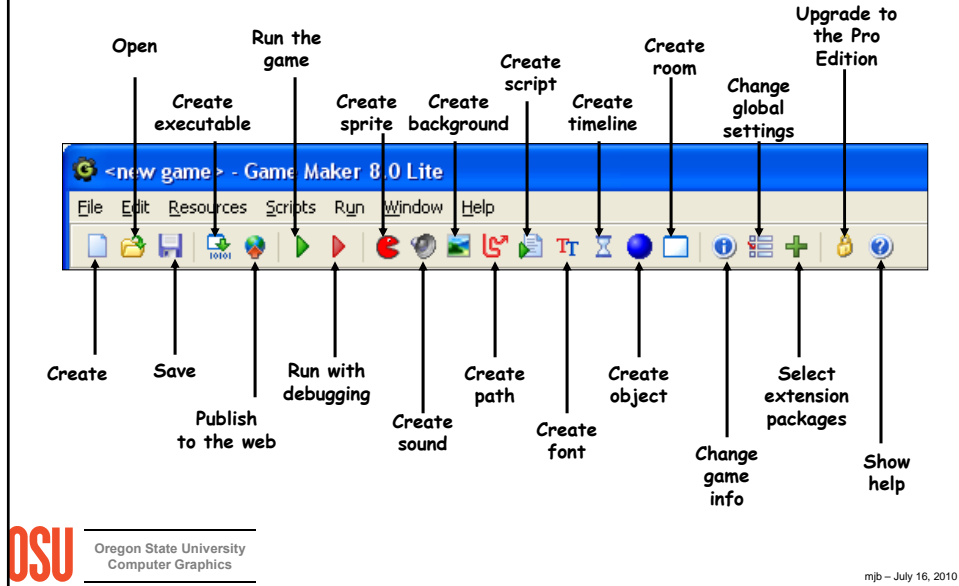 Upgrade to
the Pro
Edition
Open
Run the
game
Create
room
Create
script
Change
global
settings
Create
executable
Create
sprite
Create
background
Create
timeline
<new game> - Game Maker 8.0 Lite
File Edit Resources Scripts Run Window Help
Create
Save
Run with
debugging
Create
path
Create
object
Select
extension
packages
Publish
to the web
Create
sound
Create
font
Change
game
info
Show
help
OSU
Oregon State University
Computer Graphics
mjb – July 16, 2010